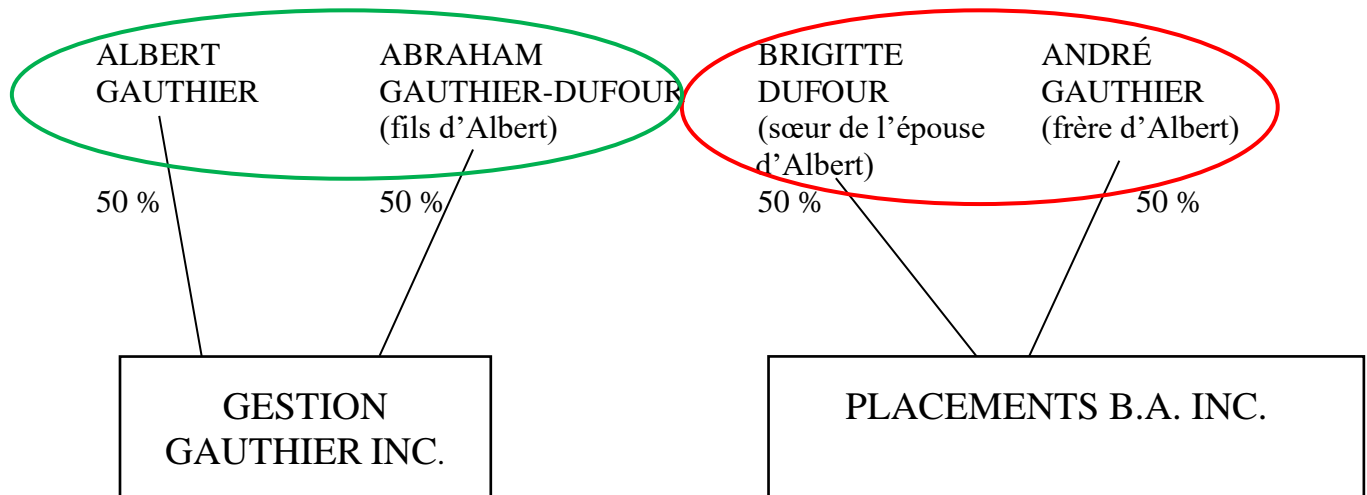 ALBERT
GAUTHIER
ABRAHAM
GAUTHIER-DUFOUR
(fils d’Albert)
BRIGITTE
DUFOUR
(sœur de l’épouse
d’Albert)
ANDRÉ
GAUTHIER
(frère d’Albert)
50 %
50 %
50 %
50 %
GESTION
GAUTHIER INC.
PLACEMENTS B.A. INC.